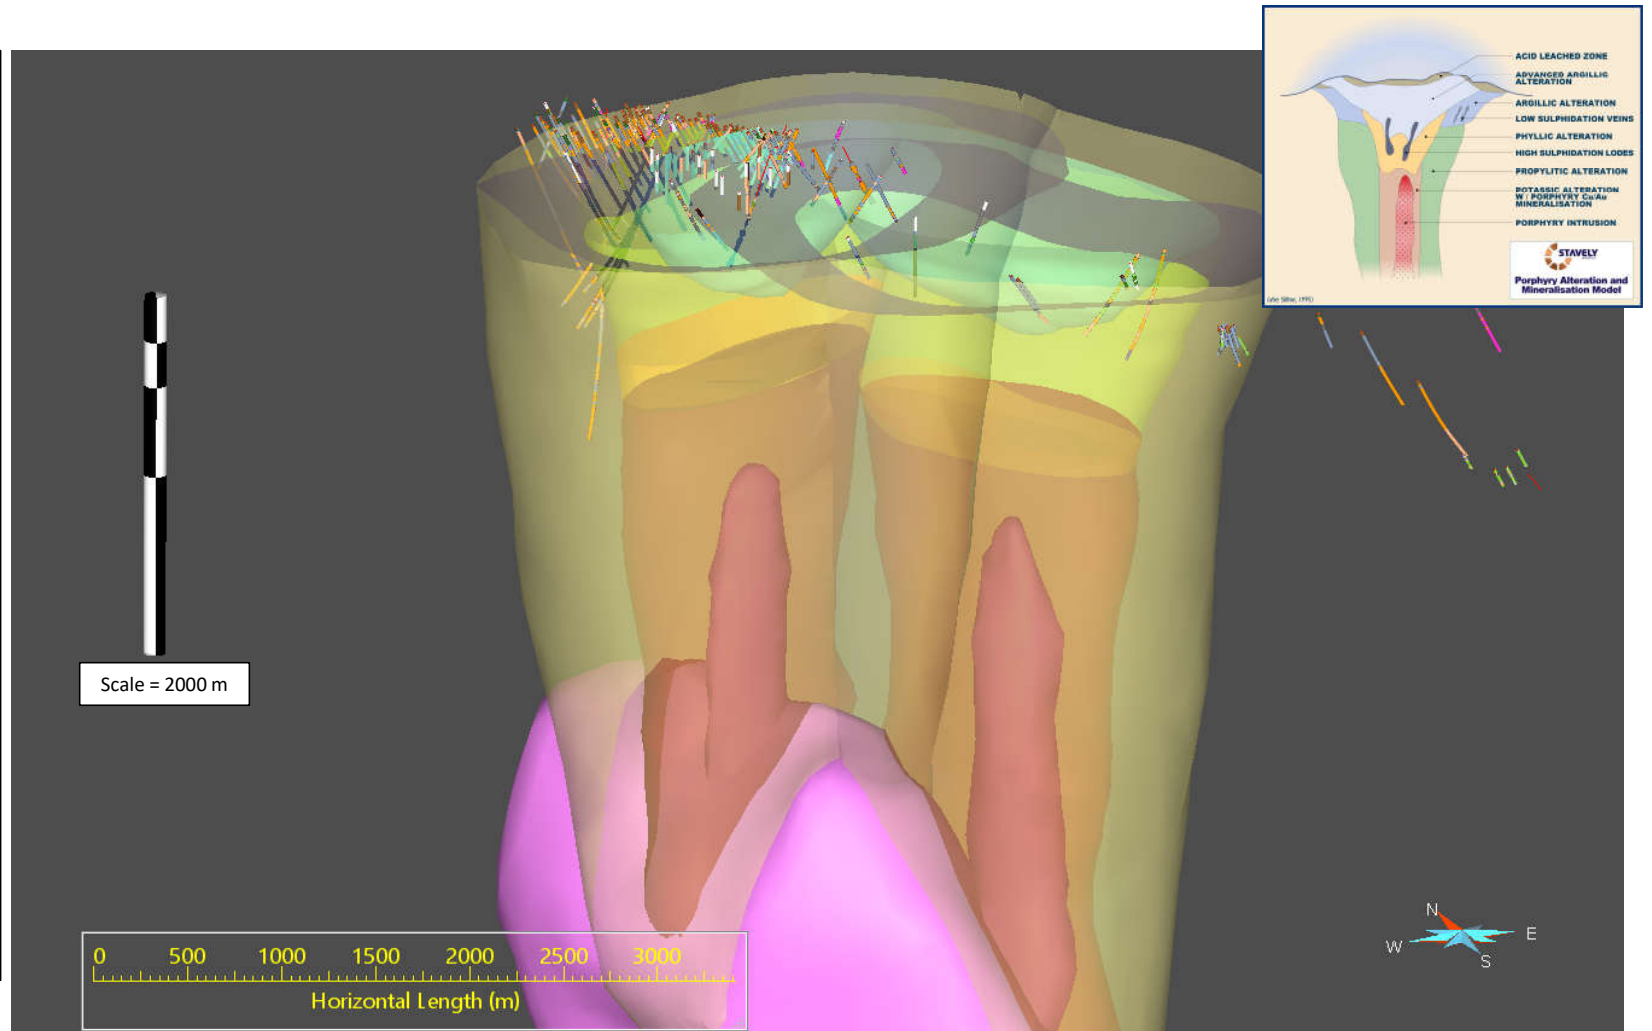 ACID LEACHED ZONE
ADVANCED ARGILLIC
ALTERATION
ARGILLIC ALTERATION
LOW SULPHIDATION VEINS
PHYLLIC ALTERATION
HIGH SULPHIDATION LODES
PROPYLITIC ALTERATION
POTASSIC ALTERATION
W/ PORPHYRY Cu/Au
MINERALISATION
PORPHYRY INTRUSION
STAVELY
Porphyry Alteration and
Mineralisation Model
1995)
Scale = 2000 m
0 500 1000 1500 2000 2500 3000
Horizontal Length (m)
N
W E
S